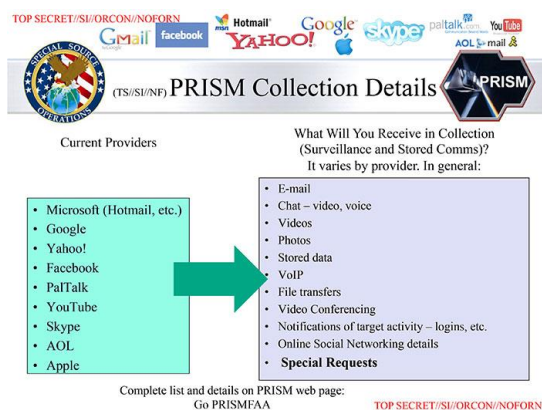 TOP SECRET//SI//ORCON//NOFORN
Gmail
facebook
msn
Hotmail
YAHOO!
Google
skype
paltalk.com
YouTube
AOL mail
SPECIAL SOURCE
OPERATIONS
(TS//SI//NF) PRISM Collection Details
PRISM
Current Providers
• Microsoft (Hotmail, etc.)
• Google
• Yahoo!
• Facebook
• PalTalk
• YouTube
• Skype
• AOL
• Apple
What Will You Receive in Collection
(Surveillance and Stored Comms)?
It varies by provider. In general:
• E-mail
• Chat – video, voice
• Videos
• Photos
• Stored data
• VoIP
• File transfers
• Video Conferencing
• Notifications of target activity – logins, etc.
• Online Social Networking details
• Special Requests
Complete list and details on PRISM web page:
Go PRISMFAA
TOP SECRET//SI//ORCON//NOFORN